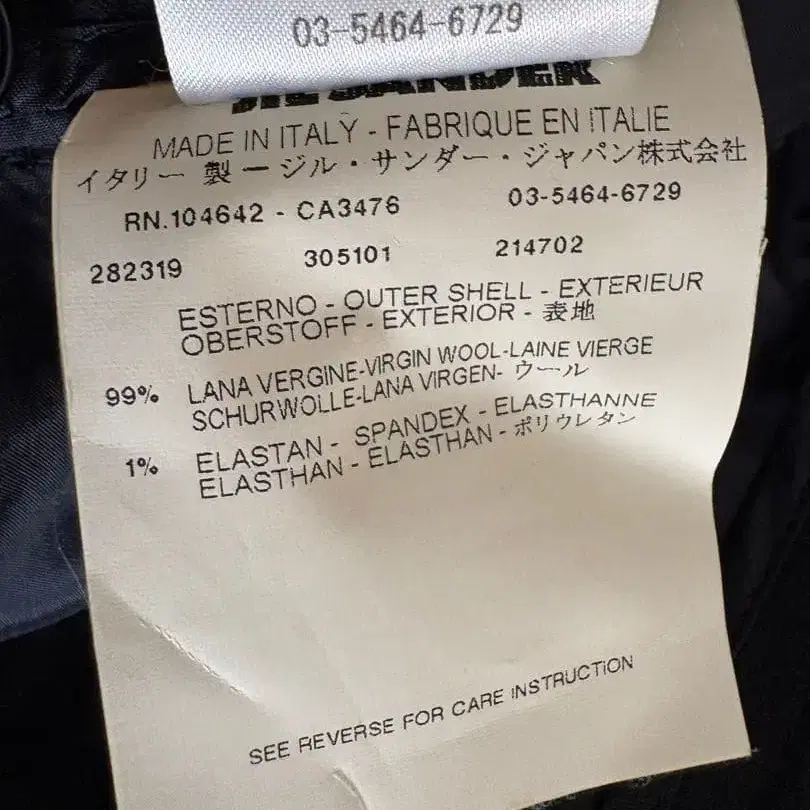 03-5464-6729
JIL SANDER
MADE IN ITALY - FABRIQUE EN ITALIE
イタリー 製 ー ジル・サンダー・ジャパン株式会社
RN.104642 - CA3476 03-5464-6729
282319 305101 214702
ESTERNO - OUTER SHELL - EXTERIEUR
OBERSTOFF - EXTERIOR - 表地
99% LANA VERGINE-VIRGIN WOOL-LAINE VIERGE
SCHURWOLLE-LANA VIRGEN- ウール
1% ELASTAN - SPANDEX - ELASTHANNE
ELASTHAN - ELASTHAN - ポリウレタン
SEE REVERSE FOR CARE INSTRUCTION